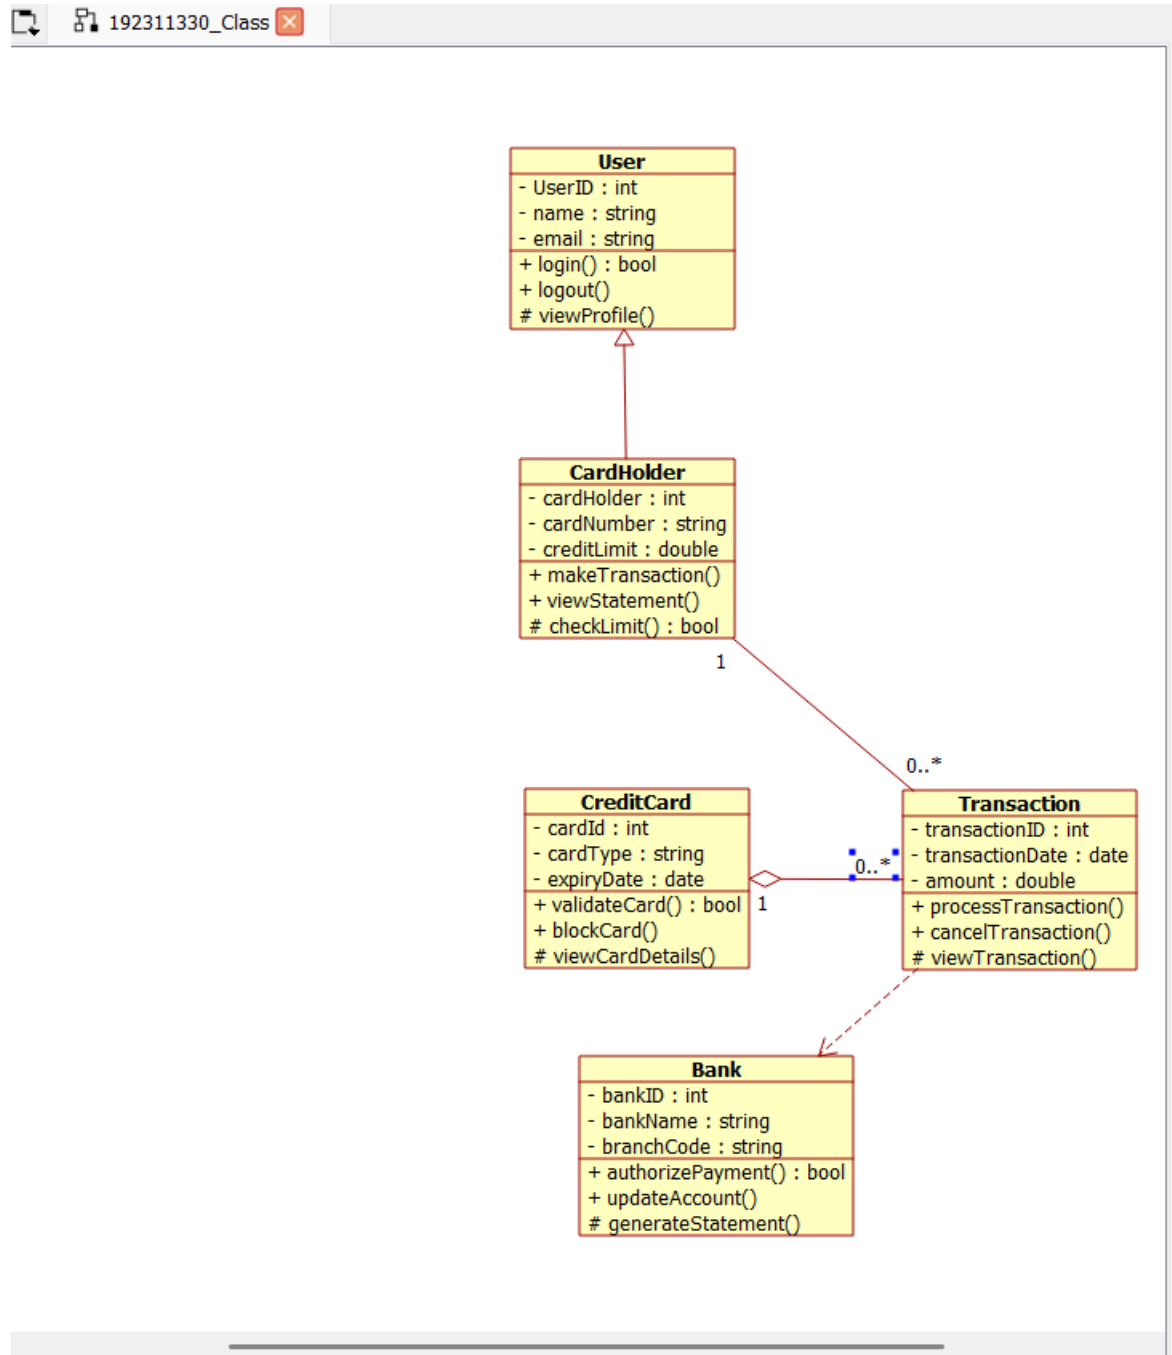 192311330_Class
User
- UserID : int
- name : string
- email : string
+ login() : bool
+ logout()
# viewProfile()
CardHolder
- cardHolder : int
- cardNumber : string
- creditLimit : double
+ makeTransaction()
+ viewStatement()
# checkLimit() : bool
1
0..*
CreditCard
- cardId : int
- cardType : string
- expiryDate : date
+ validateCard() : bool
+ blockCard()
# viewCardDetails()
1
0..*
Transaction
- transactionID : int
- transactionDate : date
- amount : double
+ processTransaction()
+ cancelTransaction()
# viewTransaction()
Bank
- bankID : int
- bankName : string
- branchCode : string
+ authorizePayment() : bool
+ updateAccount()
# generateStatement()